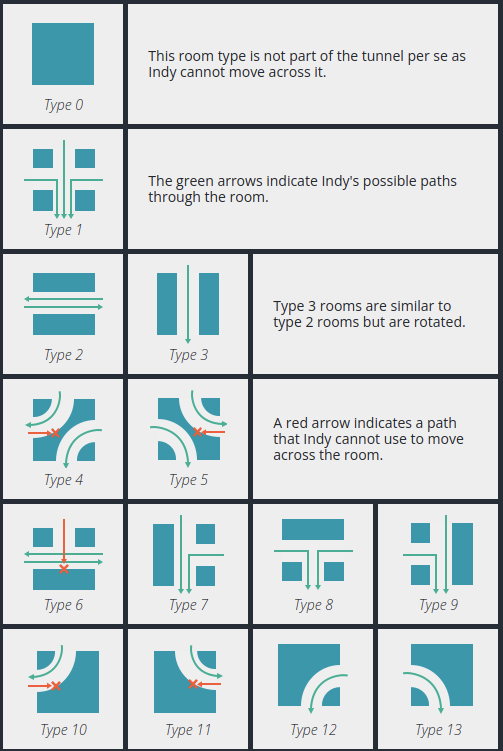 This room type is not part of the tunnel per se as
Indy cannot move across it.
Type 0
The green arrows indicate Indy's possible paths
through the room.
Type 1
Type 3 rooms are similar to
type 2 rooms but are rotated.
Type 2
Type 3
A red arrow indicates a path
that Indy cannot use to move
across the room.
Type 4
Type 5
Type 6
Type 7
Type 8
Type 9
Type 10
Type 11
Type 12
Type 13